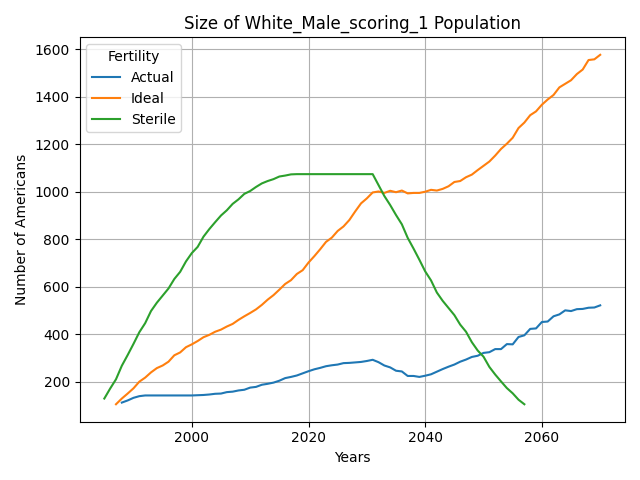 Size of White_Male_scoring_1 Population
Fertility
Actual
Ideal
Sterile
Number of Americans
1600
1400
1200
1000
800
600
400
200
2000
2020
2040
2060
Years